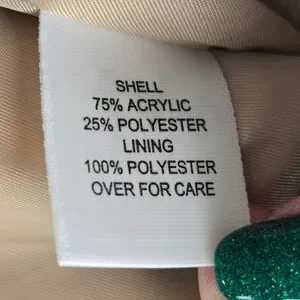 SHELL
75% ACRYLIC
25% POLYESTER
LINING
100% POLYESTER
OVER FOR CARE